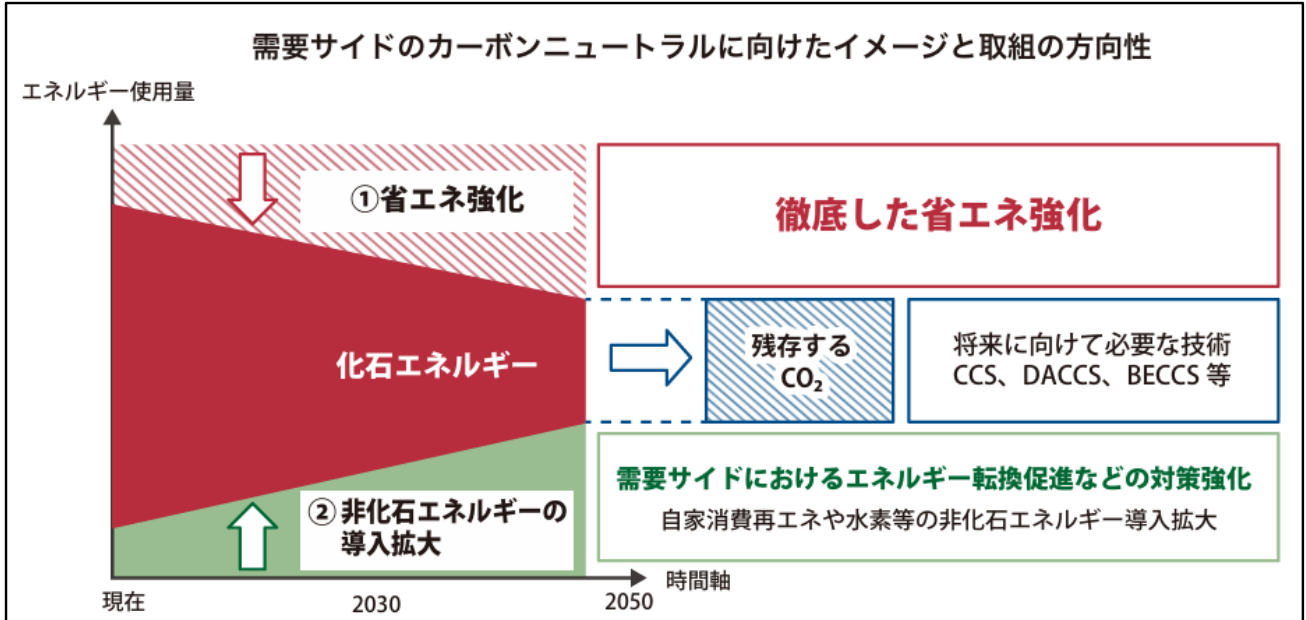 需要サイドのカーボンニュートラルに向けたイメージと取組の方向性
エネルギー使用量
①省エネ強化
徹底した省エネ強化
化石エネルギー
残存する
CO₂
将来に向けて必要な技術
CCS、DACCS、BECCS 等
②非化石エネルギーの
導入拡大
需要サイドにおけるエネルギー転換促進などの対策強化
自家消費再エネや水素等の非化石エネルギー導入拡大
時間軸
現在
2030
2050